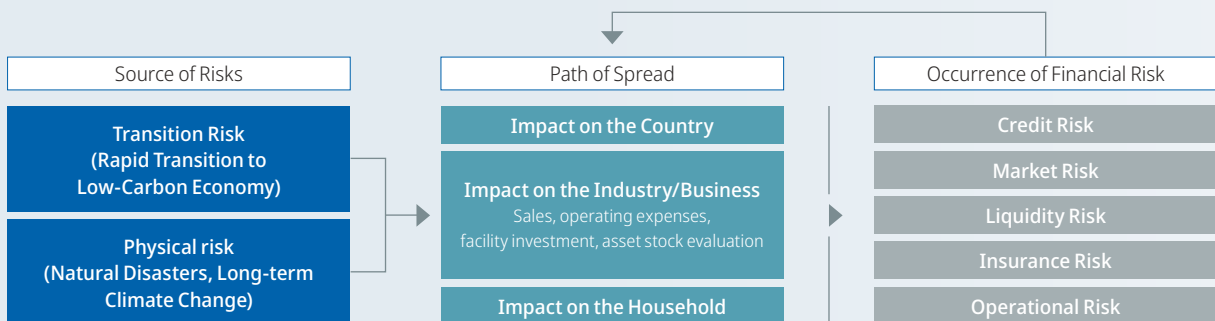 Source of Risks
Transition Risk
(Rapid Transition to
Low-Carbon Economy)
Physical risk
(Natural Disasters, Long-term
Climate Change)
Path of Spread
Impact on the Country
Impact on the Industry/Business
Sales, operating expenses,
facility investment, asset stock evaluation
Impact on the Household
Occurrence of Financial Risk
Credit Risk
Market Risk
Liquidity Risk
Insurance Risk
Operational Risk